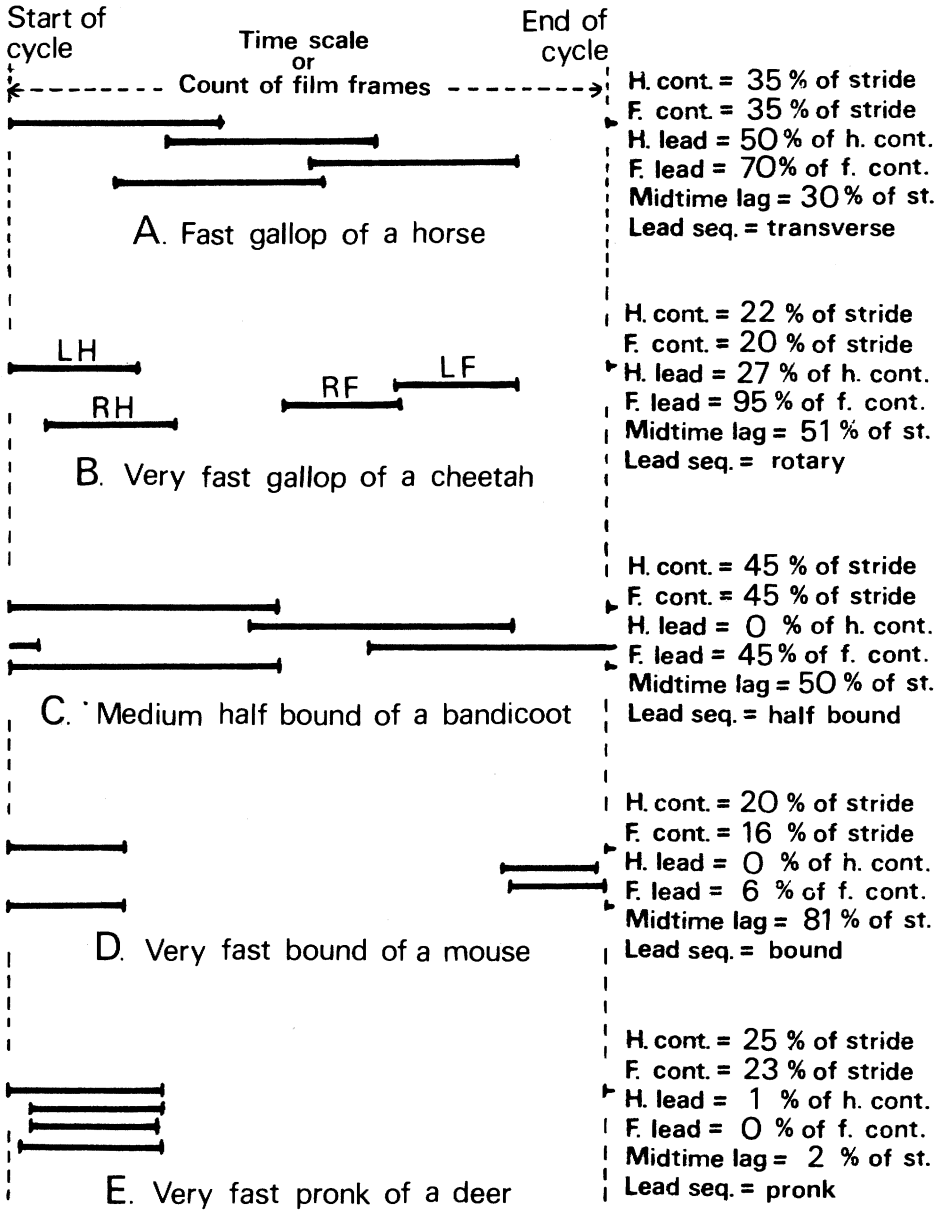 Start of
cycle
Time scale
or
Count of film frames
End of
cycle
H. cont. = 35 % of stride
F. cont. = 35 % of stride
H. lead = 50 % of h. cont.
F. lead = 70% of f. cont.
Midtime lag = 30 % of st.
Lead seq. = transverse
A. Fast gallop of a horse
H. cont. = 22 % of stride
F. cont. = 20 % of stride
H. lead = 27 % of h. cont.
F. lead = 95 % of f. cont.
Midtime lag = 51 % of st.
Lead seq. = rotary
LH
RH
RF
LF
B. Very fast gallop of a cheetah
H. cont. = 45 % of stride
F. cont. = 45 % of stride
H. lead = 0 % of h. cont.
F. lead = 45% of f. cont.
Midtime lag = 50 % of st.
Lead seq. = half bound
C. Medium half bound of a bandicoot
H. cont. = 20 % of stride
F. cont. = 16 % of stride
H. lead = 0 % of h. cont.
F. lead = 6 % of f. cont.
Midtime lag = 81 % of st.
Lead seq. = bound
D. Very fast bound of a mouse
H. cont. = 25 % of stride
F. cont. = 23 % of stride
H. lead = 1 % of h. cont.
F. lead = 0 % of f. cont.
Midtime lag = 2 % of st.
Lead seq. = pronk
E. Very fast pronk of a deer